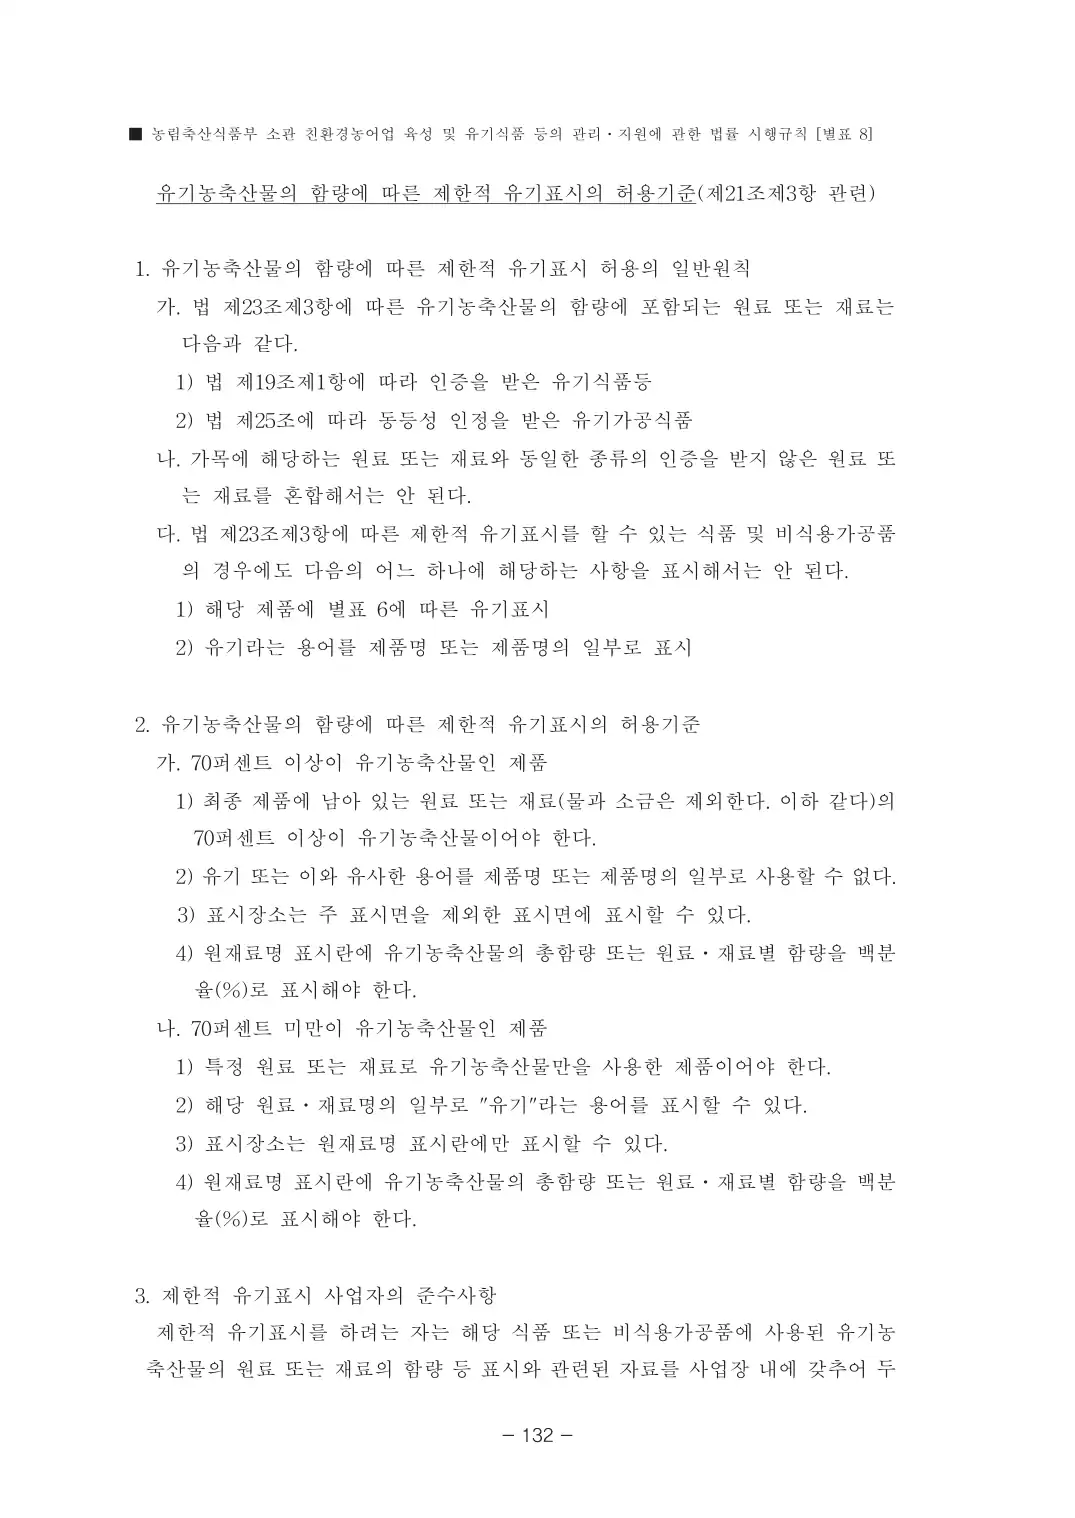 ■ 농림축산식품부 소관 친환경농어업 육성 및 유기식품 등의 관리ㆍ지원에 관한 법률 시행규칙 [별표 8]
유기농축산물의 함량에 따른 제한적 유기표시의 허용기준(제21조제3항 관련)
1. 유기농축산물의 함량에 따른 제한적 유기표시 허용의 일반원칙
가. 법 제23조제3항에 따른 유기농축산물의 함량에 포함되는 원료 또는 재료는
다음과 같다.
1) 법 제19조제1항에 따라 인증을 받은 유기식품등
2) 법 제25조에 따라 동등성 인정을 받은 유기가공식품
나. 가목에 해당하는 원료 또는 재료와 동일한 종류의 인증을 받지 않은 원료 또
는 재료를 혼합해서는 안 된다.
다. 법 제23조제3항에 따른 제한적 유기표시를 할 수 있는 식품 및 비식용가공품
의 경우에도 다음의 어느 하나에 해당하는 사항을 표시해서는 안 된다.
1) 해당 제품에 별표 6에 따른 유기표시
2) 유기라는 용어를 제품명 또는 제품명의 일부로 표시
2. 유기농축산물의 함량에 따른 제한적 유기표시의 허용기준
가. 70퍼센트 이상이 유기농축산물인 제품
1) 최종 제품에 남아 있는 원료 또는 재료(물과 소금은 제외한다. 이하 같다)의
70퍼센트 이상이 유기농축산물이어야 한다.
2) 유기 또는 이와 유사한 용어를 제품명 또는 제품명의 일부로 사용할 수 없다.
3) 표시장소는 주 표시면을 제외한 표시면에 표시할 수 있다.
4) 원재료명 표시란에 유기농축산물의 총함량 또는 원료ㆍ재료별 함량을 백분
율(%)로 표시해야 한다.
나. 70퍼센트 미만이 유기농축산물인 제품
1) 특정 원료 또는 재료로 유기농축산물만을 사용한 제품이어야 한다.
2) 해당 원료ㆍ재료명의 일부로 "유기"라는 용어를 표시할 수 있다.
3) 표시장소는 원재료명 표시란에만 표시할 수 있다.
4) 원재료명 표시란에 유기농축산물의 총함량 또는 원료ㆍ재료별 함량을 백분
율(%)로 표시해야 한다.
3. 제한적 유기표시 사업자의 준수사항
제한적 유기표시를 하려는 자는 해당 식품 또는 비식용가공품에 사용된 유기농
축산물의 원료 또는 재료의 함량 등 표시와 관련된 자료를 사업장 내에 갖추어 두
- 132 -